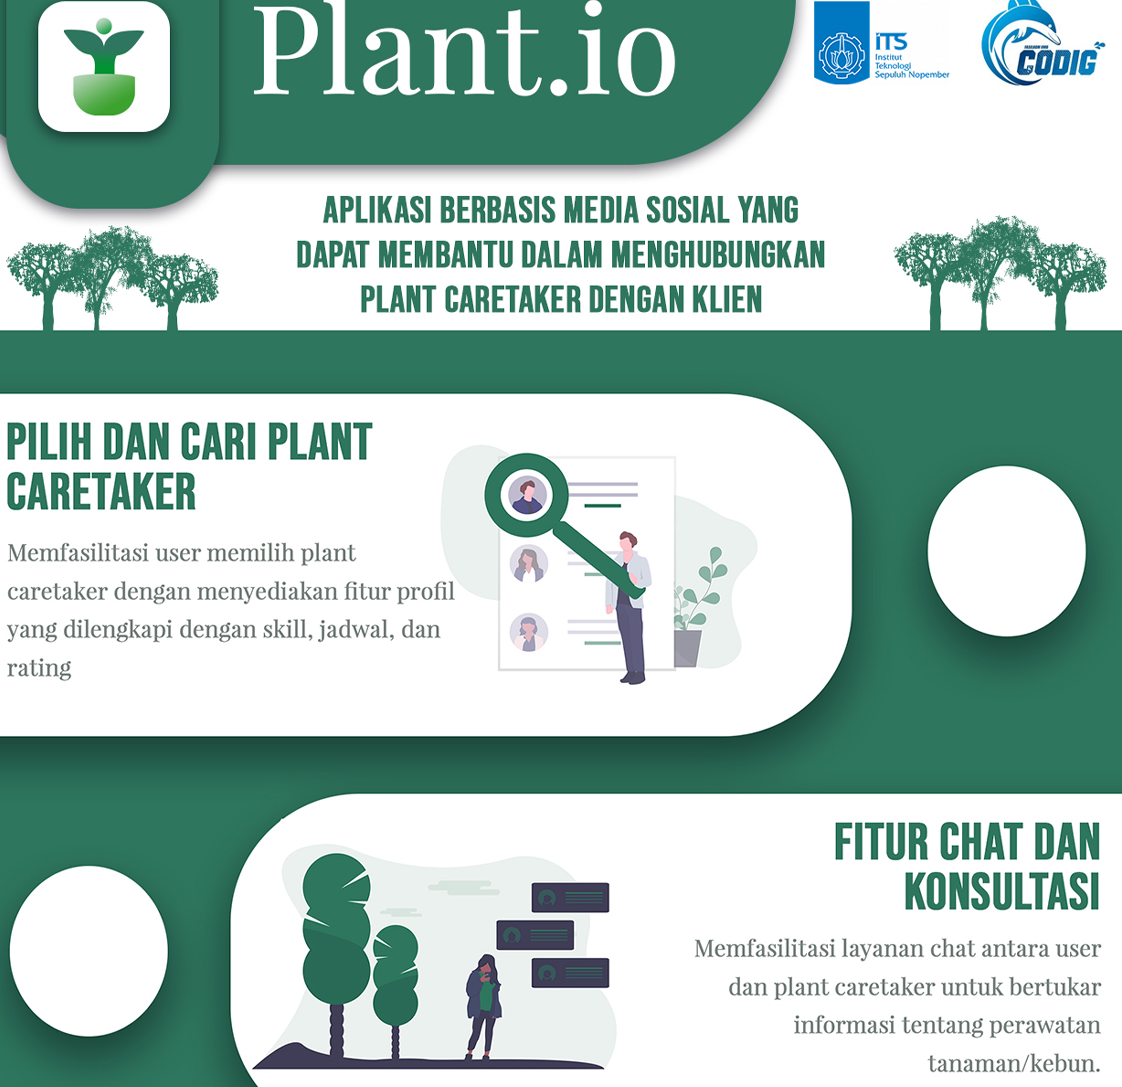 Plant.io
ITS
Institut
Teknologi
Sepuluh Nopember
CODIG
APLIKASI BERBASIS MEDIA SOSIAL YANG
DAPAT MEMBANTU DALAM MENGHUBUNGKAN
PLANT CARETAKER DENGAN KLIEN
PILIH DAN CARI PLANT
CARETAKER
Memfasilitasi user memilih plant
caretaker dengan menyediakan fitur profil
yang dilengkapi dengan skill, jadwal, dan
rating
FITUR CHAT DAN
KONSULTASI
Memfasilitasi layanan chat antara user
dan plant caretaker untuk bertukar
informasi tentang perawatan
tanaman/kebun.